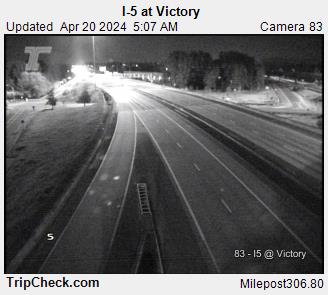 I-5 at Victory
Updated Apr 20 2024 5:07 AM Camera 83
S
83 - I5 @ Victory
TripCheck.com Milepost306.80